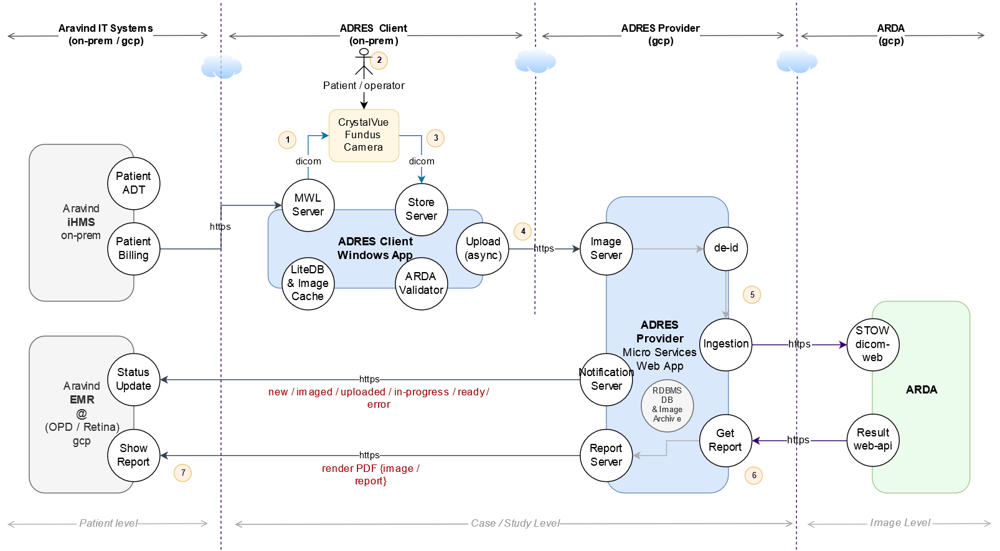 Aravind IT Systems
(on-prem / gcp)
ADRES Client
(on-prem)
ADRES Provider
(gcp)
ARDA
(gcp)
2
Patient / operator
CrystalVue
Fundus
Camera
1
3
dicom
dicom
Patient
ADT
Aravind
iHMS
on-prem
Patient
Billing
https
MWL
Server
Store
Server
ADRES Client
Windows App
Upload
(async)
LiteDB
& Image
Cache
ARDA
Validator
4
https
Image
Server
de-id
5
ADRES
Provider
Micro Services
Web App
Ingestion
https
STOW
dicom-
web
ARDA
Status
Update
Aravind
EMR
@
(OPD / Retina)
gcp
https
new / imaged / uploaded / in-progress / ready /
error
Notification
Server
RDBMS
DB
& Image
Archive
Show
Report
7
https
render PDF {image /
report}
Report
Server
Get
Report
6
https
Result
web-api
Patient level
Case / Study Level
Image Level